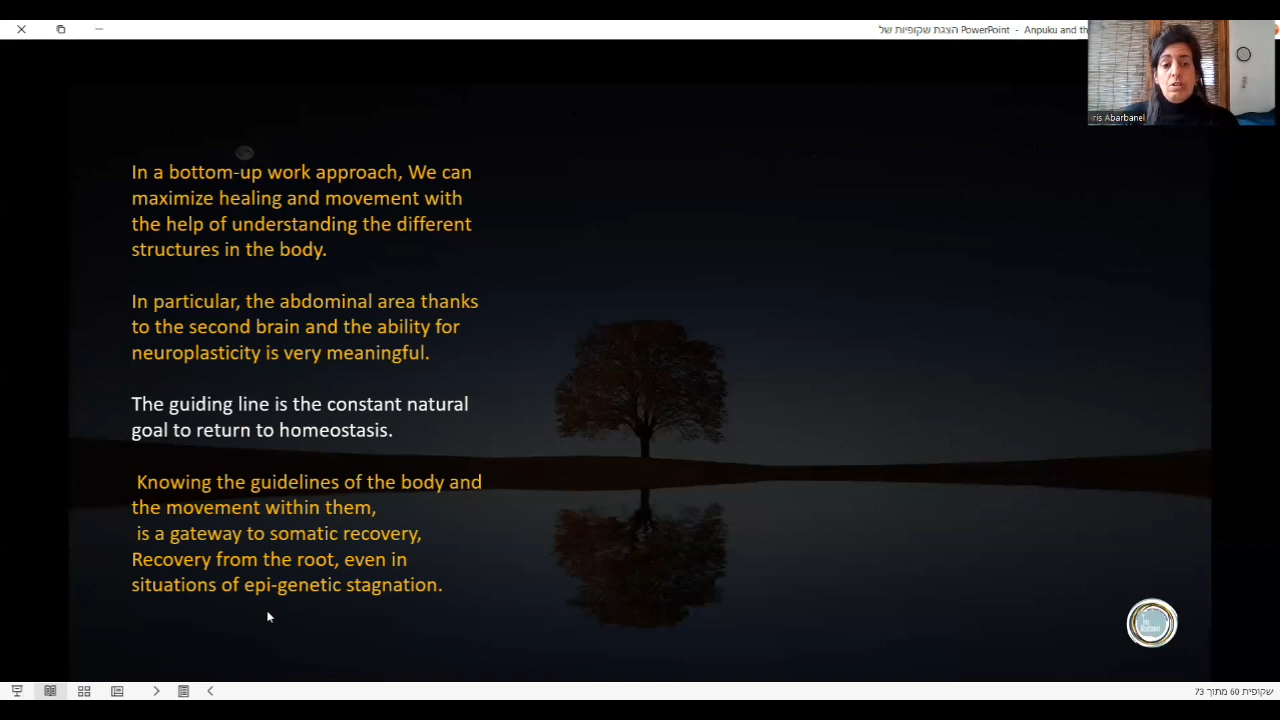 הצגת שקופיות של PowerPoint - Anpuku and th
Iris Abarbanel
In a bottom-up work approach, We can
maximize healing and movement with
the help of understanding the different
structures in the body.
In particular, the abdominal area thanks
to the second brain and the ability for
neuroplasticity is very meaningful.
The guiding line is the constant natural
goal to return to homeostasis.
Knowing the guidelines of the body and
the movement within them,
is a gateway to somatic recovery,
Recovery from the root, even in
situations of epi-genetic stagnation.
Iris
Abarbanel
שקופית 60 מתוך 73